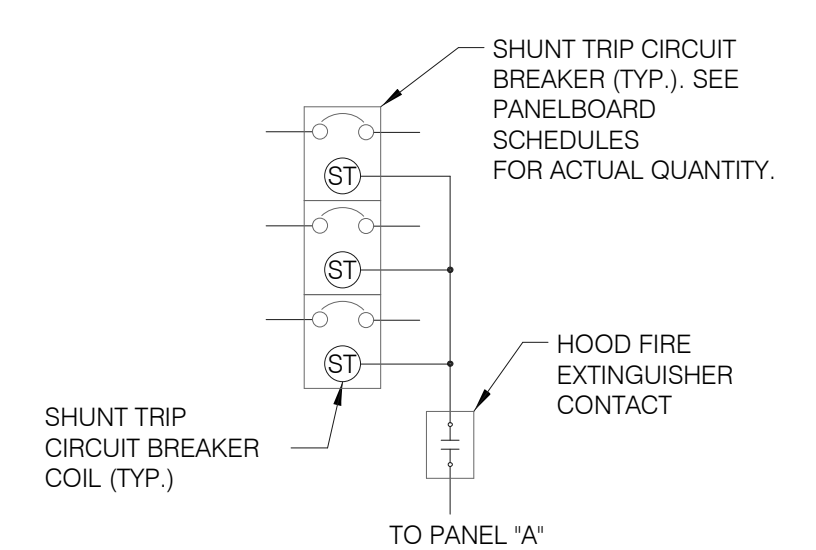 SHUNT TRIP CIRCUIT
BREAKER (TYP.). SEE
PANELBOARD
SCHEDULES
FOR ACTUAL QUANTITY.
ST
ST
ST
HOOD FIRE
EXTINGUISHER
CONTACT
SHUNT TRIP
CIRCUIT BREAKER
COIL (TYP.)
TO PANEL "A"